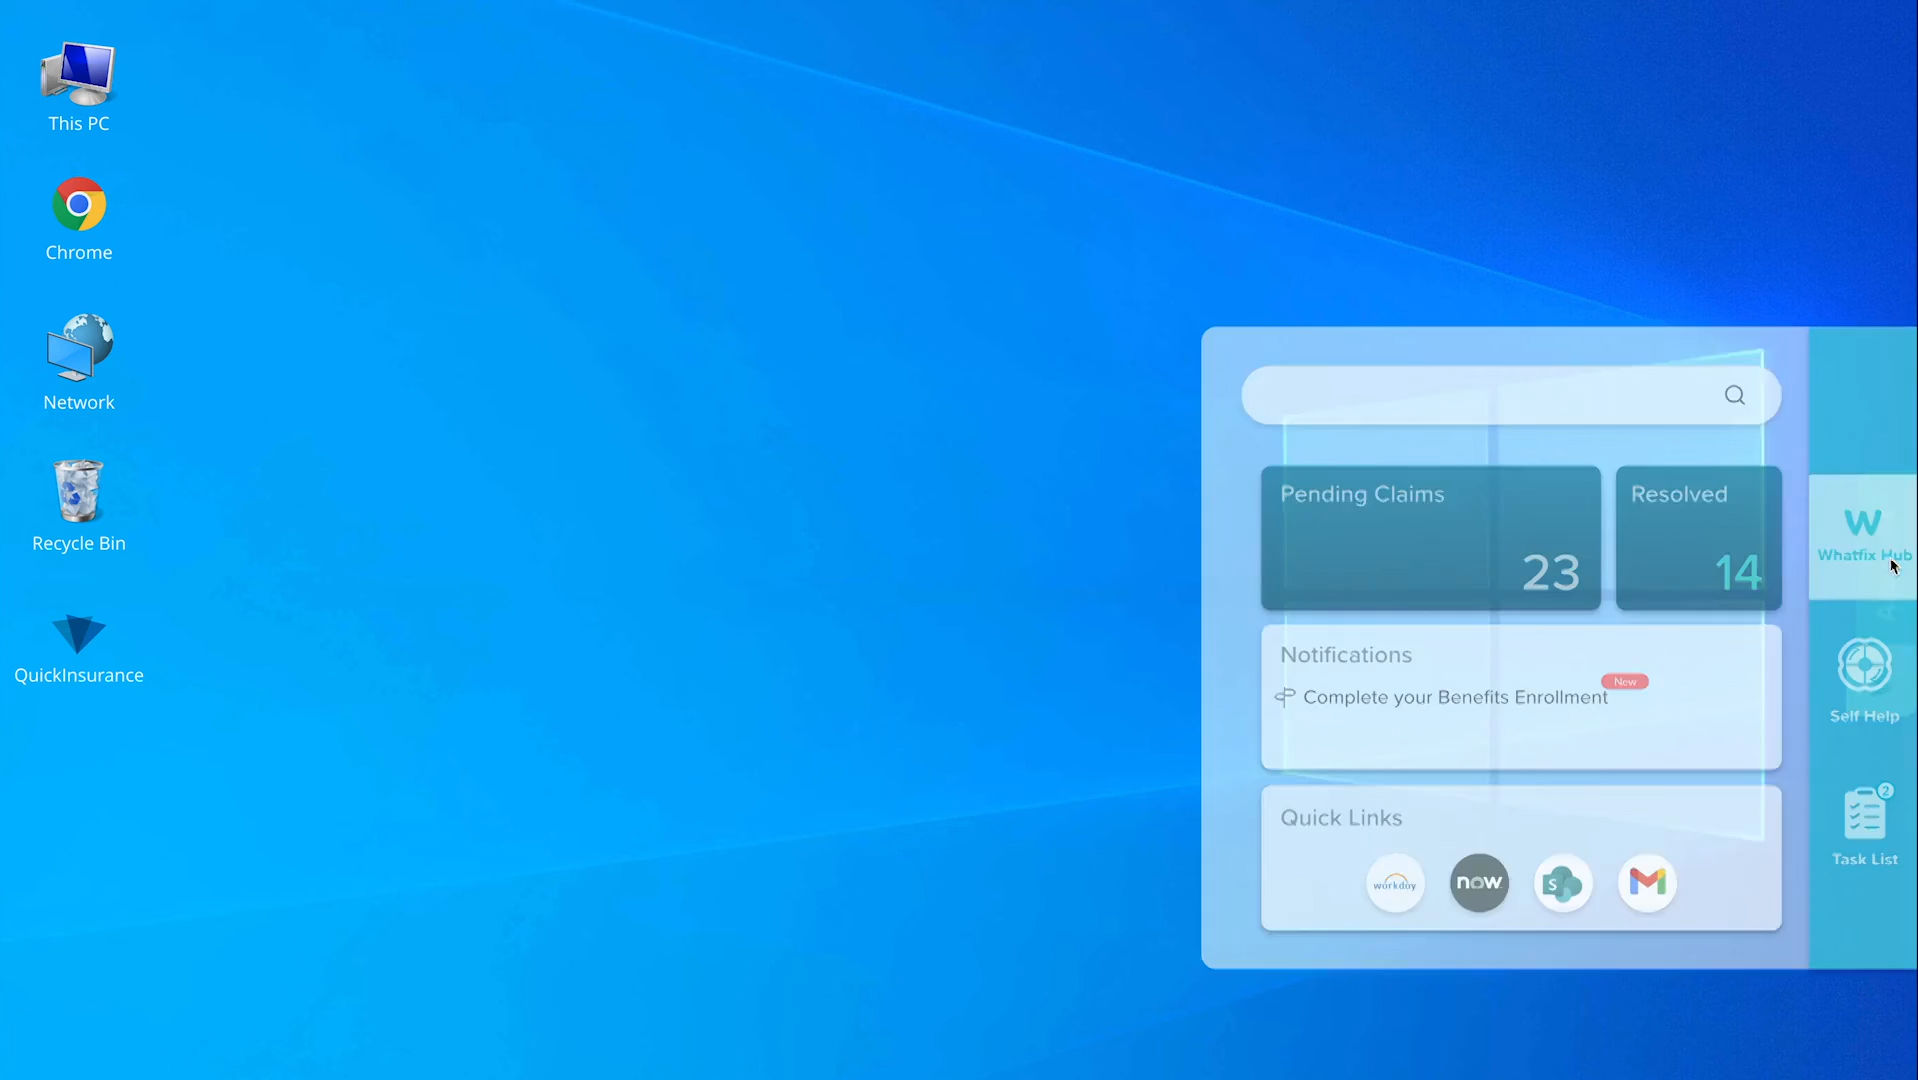 This PC
Chrome
Network
Recycle Bin
QuickInsurance
Pending Claims
23
Resolved
14
Notifications
New
Complete your Benefits Enrollment
Quick Links
workday
now
S
W
Whatfix Hub
Self Help
2
Task List